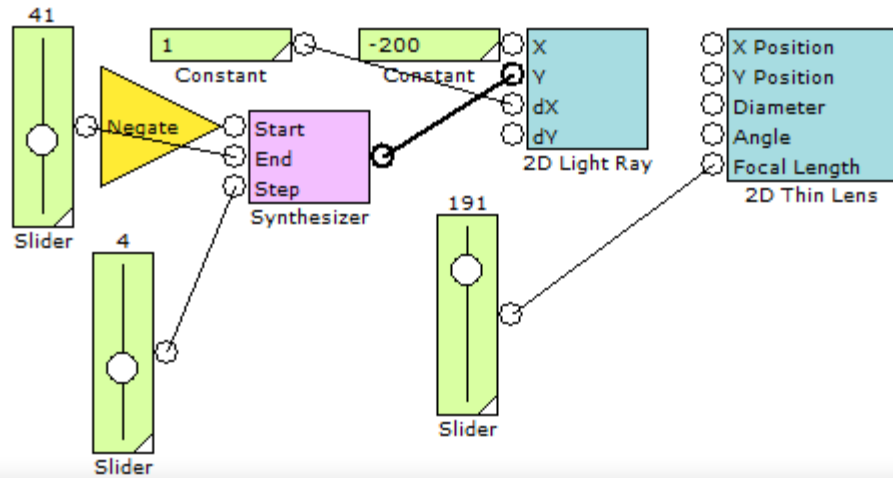 41
1
Constant
-200
Constant
X
Y
dX
dY
2D Light Ray
X Position
Y Position
Diameter
Angle
Focal Length
2D Thin Lens
Negate
Start
End
Step
Synthesizer
Slider
4
Slider
191
Slider